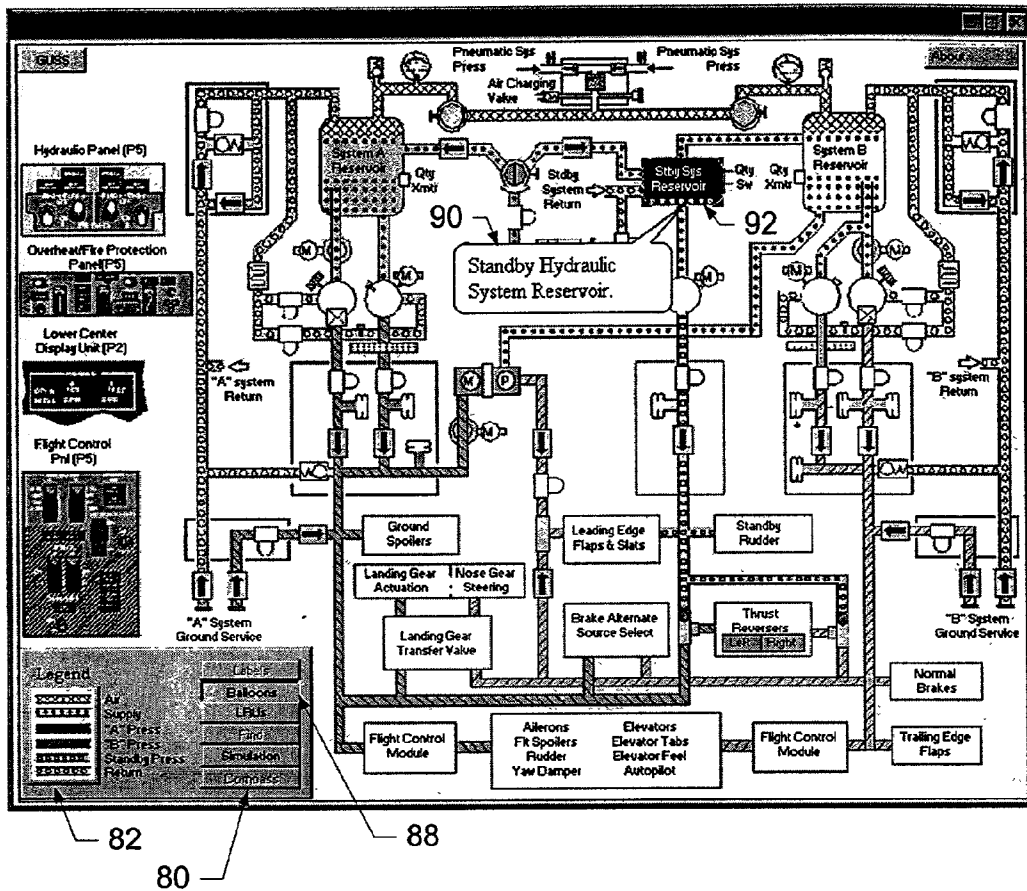 GUSS
About
Pneumatic Sys
Press
Pneumatic Sys
Press
Air Charging
Valve
Hydraulic Panel (P5)
Overheat/Fire Protection
Panel(P5)
Lower Center
Display Unit (P2)
Flight Control
Pnl (P5)
System A
Reservoir
Qty
Xmtr
Stdby
System
Return
Stby Sys
Reservoir
Qty
Sw
Qty
Xmtr
System B
Reservoir
90
92
Standby Hydraulic
System Reservoir.
M
M
M
M
M
M
M
P
M
"A" system
Return
"B" system
Return
Ground
Spoilers
Leading Edge
Flaps & Slats
Standby
Rudder
Landing Gear
Actuation
Nose Gear
Steering
Landing Gear
Transfer Valve
Brake Alternate
Source Select
Thrust
Reversers
Left
Right
"A" System
Ground Service
"B" System
Ground Service
Normal
Brakes
Flight Control
Module
Ailerons
Flt Spoilers
Rudder
Yaw Damper
Elevators
Elevator Tabs
Elevator Feel
Autopilot
Flight Control
Module
Trailing Edge
Flaps
Legend
Air
Supply
"A" Press
"B" Press
Standby Press
Return
Labels
Balloons
LRUs
Find
Simulation
Compass
82
88
80